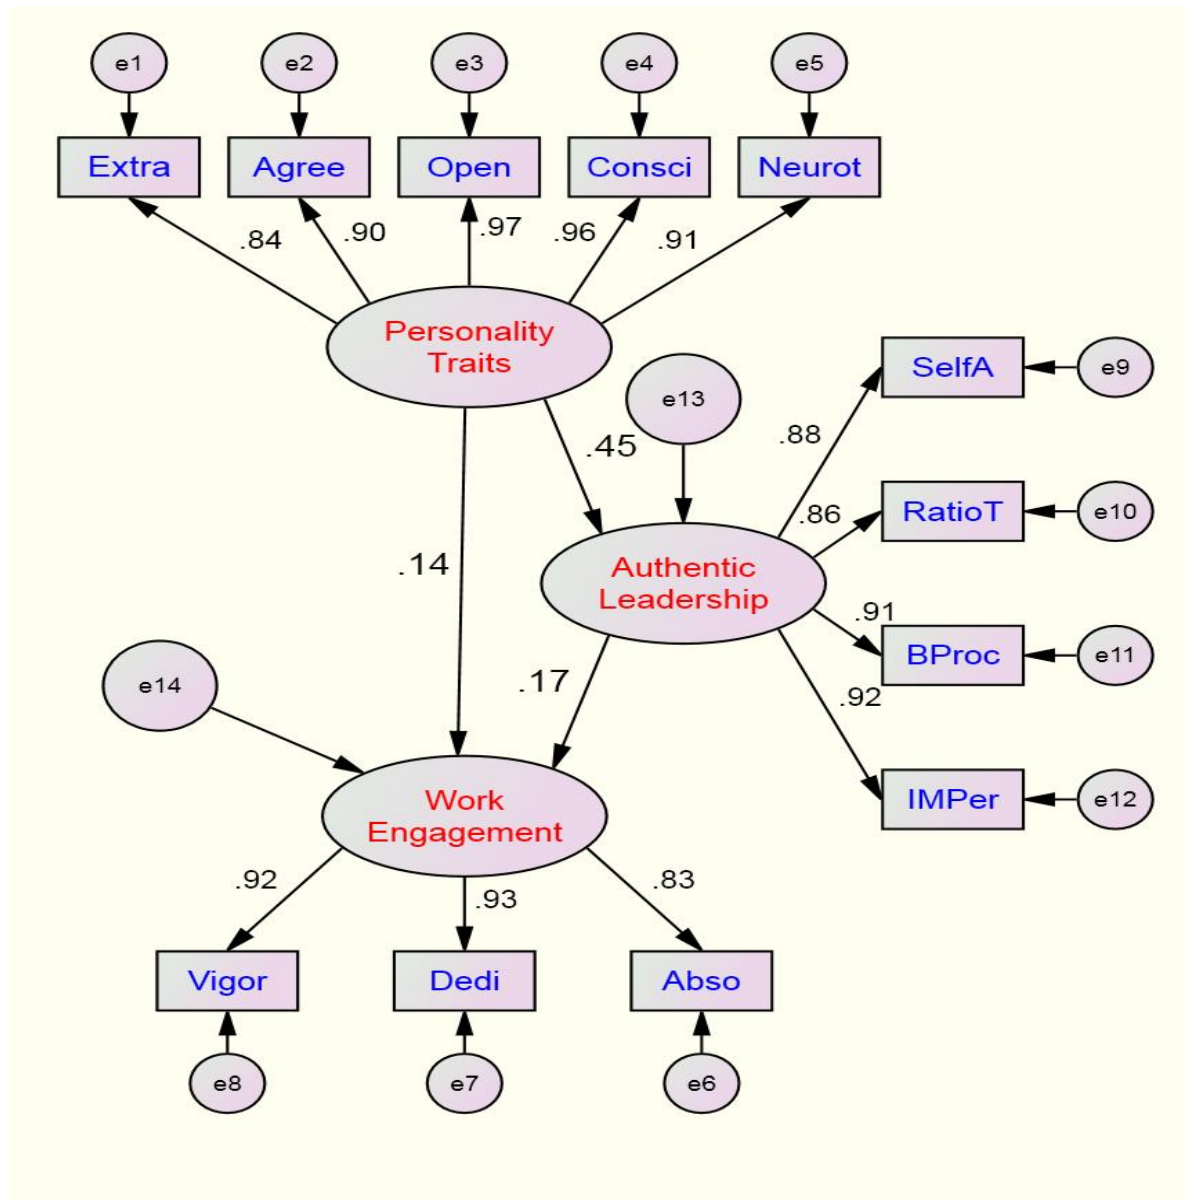 e1
e2
e3
e4
e5
Extra
Agree
Open
Consci
Neurot
.84
.90
.97
.96
.91
Personality
Traits
e13
SelfA
e9
.45
.88
.86
RatioT
e10
.14
Authentic
Leadership
.91
BProc
e11
.17
.92
e14
IMPer
e12
Work
Engagement
.92
.93
.83
Vigor
Dedi
Abso
e8
e7
e6